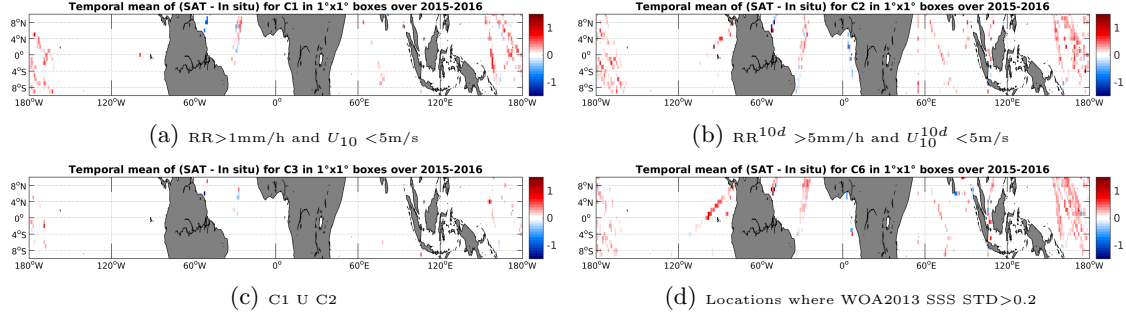 Temporal mean of (SAT - In situ) for C1 in 1°x1° boxes over 2015-2016
8°N
4°N
0°
4°S
8°S
180°W 120°W 60°W 0° 60°E 120°E 180°W
1
0
-1
(a) RR>1mm/h and U10 <5m/s
Temporal mean of (SAT - In situ) for C2 in 1°x1° boxes over 2015-2016
8°N
4°N
0°
4°S
8°S
180°W 120°W 60°W 0° 60°E 120°E 180°W
1
0
-1
(b) RR^10d >5mm/h and U10^10d <5m/s
Temporal mean of (SAT - In situ) for C3 in 1°x1° boxes over 2015-2016
8°N
4°N
0°
4°S
8°S
180°W 120°W 60°W 0° 60°E 120°E 180°W
1
0
-1
(c) C1 U C2
Temporal mean of (SAT - In situ) for C6 in 1°x1° boxes over 2015-2016
8°N
4°N
0°
4°S
8°S
180°W 120°W 60°W 0° 60°E 120°E 180°W
1
0
-1
(d) Locations where WOA2013 SSS STD>0.2